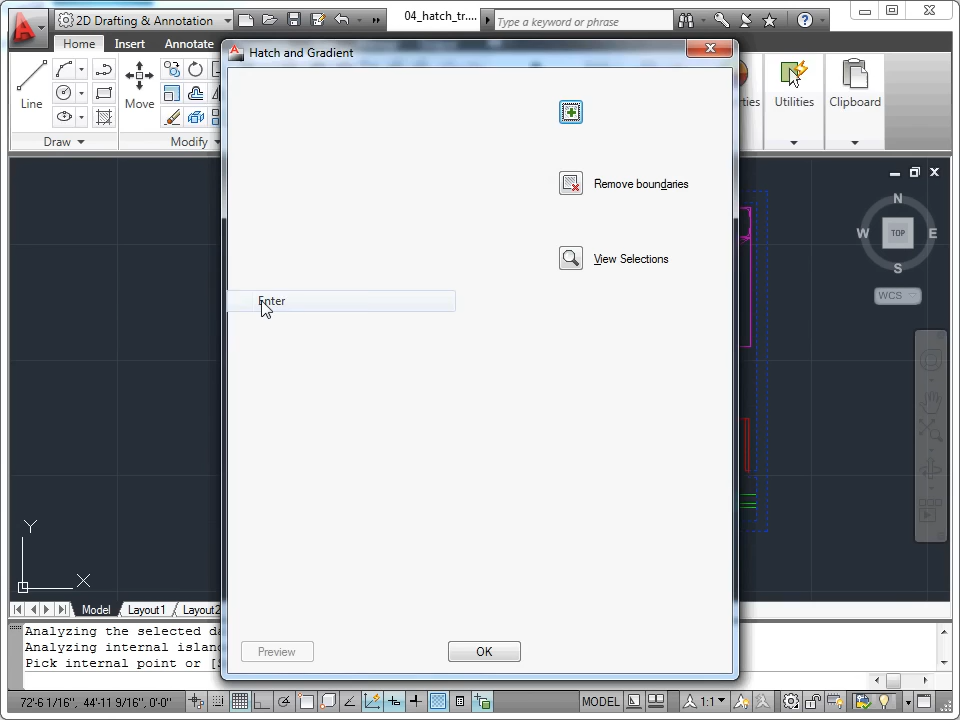 2D Drafting & Annotation
04_hatch_tr....
Type a keyword or phrase
Home
Insert
Annotate
Hatch and Gradient
Line
Move
Utilities
Clipboard
Draw
Modify
Remove boundaries
View Selections
Enter
N
W
TOP
E
S
WCS
Y
X
Model
Layout1
Layout2
Analyzing the selected da
Analyzing internal islan
Pick internal point or [S
Preview
OK
72'-6 1/16", 44'-11 9/16", 0'-0"
MODEL
1:1